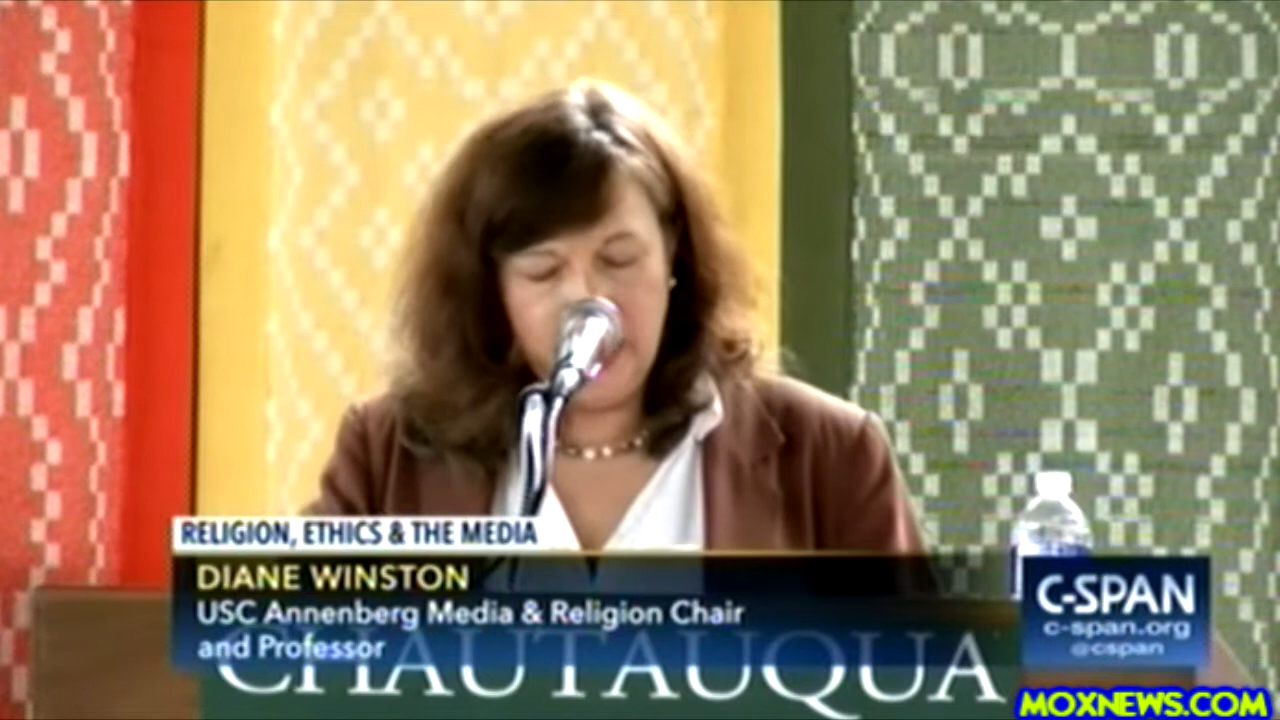 RELIGION, ETHICS & THE MEDIA
DIANE WINSTON
USC Annenberg Media & Religion Chair
and Professor
CHAUTAUQUA
C-SPAN
c-span.org
@cspan
MOXNEWS.COM